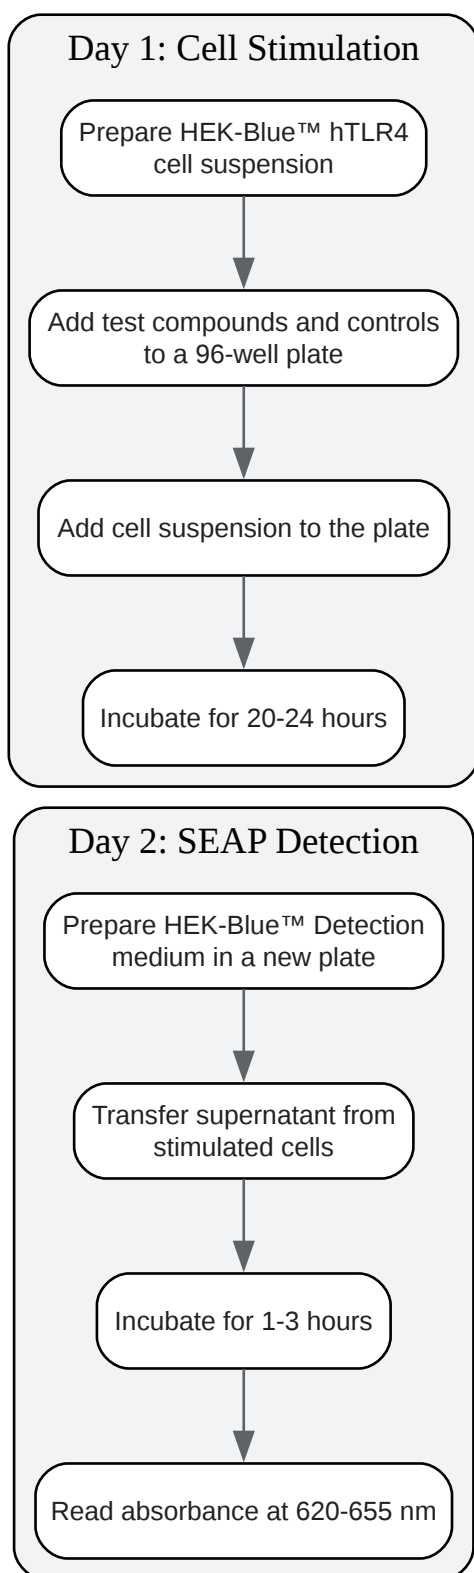 Day 1: Cell Stimulation
Prepare HEK-Blue™ hTLR4
cell suspension
Add test compounds and controls
to a 96-well plate
Add cell suspension to the plate
Incubate for 20-24 hours
Day 2: SEAP Detection
Prepare HEK-Blue™ Detection
medium in a new plate
Transfer supernatant from
stimulated cells
Incubate for 1-3 hours
Read absorbance at 620-655 nm